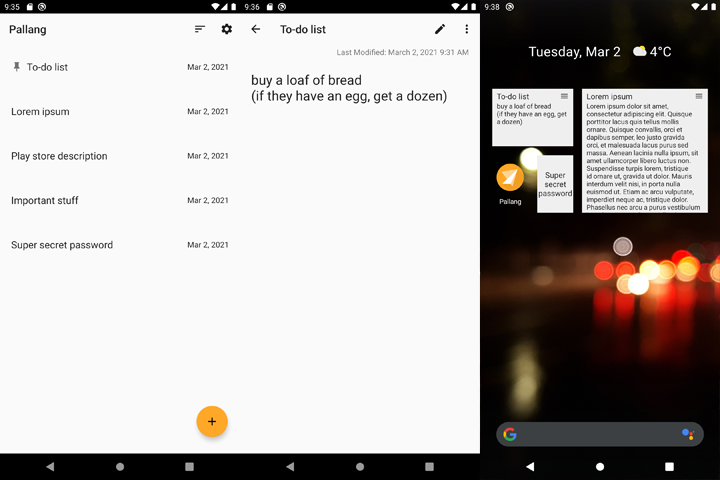 9:35
Pallang
To-do list Mar 2, 2021
Lorem ipsum Mar 2, 2021
Play store description Mar 2, 2021
Important stuff Mar 2, 2021
Super secret password Mar 2, 2021
+
9:36
To-do list
Last Modified: March 2, 2021 9:31 AM
buy a loaf of bread
(if they have an egg, get a dozen)
9:38
Tuesday, Mar 2 4°C
To-do list
buy a loaf of bread
(if they have an egg, get a
dozen)
Pallang
Super
secret
password
Lorem ipsum
Lorem ipsum dolor sit amet,
consectetur adipiscing elit. Quisque
porttitor lacus quis tellus mollis
ornare. Quisque convallis, orci et
dapibus semper, leo justo gravida
orci, et malesuada lacus purus sed
massa. Aenean lacinia nulla ipsum, sit
amet ullamcorper libero luctus non.
Suspendisse turpis lorem, tristique
id ornare ut, gravida ut dolor. Mauris
interdum velit nisi, in porta nulla
euismod ut. Etiam ac arcu vulputate,
imperdiet neque ac, tristique odio.
Phasellus nec arcu a purus vestibulum
G